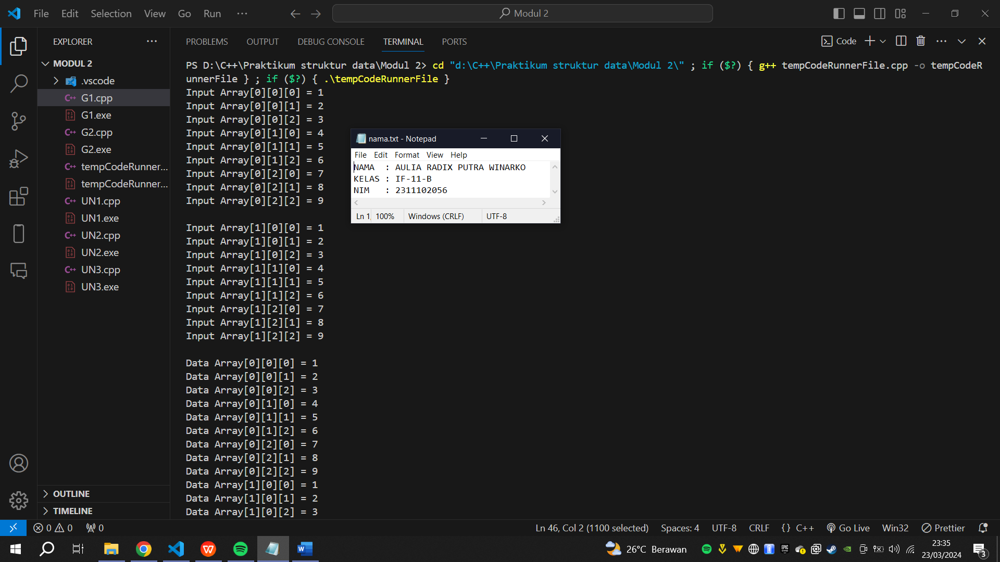 File Edit Selection View Go Run ···
Modul 2
EXPLORER
PROBLEMS OUTPUT DEBUG CONSOLE TERMINAL PORTS
Code
MODUL 2
.vscode
G1.cpp
G1.exe
G2.cpp
G2.exe
tempCodeRunner...
tempCodeRunner...
UN1.cpp
UN1.exe
UN2.cpp
UN2.exe
UN3.cpp
UN3.exe
OUTLINE
TIMELINE
PS D:\C++\Praktikum struktur data\Modul 2> cd "d:\C++\Praktikum struktur data\Modul 2\" ; if ($?) { g++ tempCodeRunnerFile.cpp -o tempCodeR
unnerFile } ; if ($?) { .\tempCodeRunnerFile }
Input Array[0][0][0] = 1
Input Array[0][0][1] = 2
Input Array[0][0][2] = 3
Input Array[0][1][0] = 4
Input Array[0][1][1] = 5
Input Array[0][1][2] = 6
Input Array[0][2][0] = 7
Input Array[0][2][1] = 8
Input Array[0][2][2] = 9
Input Array[1][0][0] = 1
Input Array[1][0][1] = 2
Input Array[1][0][2] = 3
Input Array[1][1][0] = 4
Input Array[1][1][1] = 5
Input Array[1][1][2] = 6
Input Array[1][2][0] = 7
Input Array[1][2][1] = 8
Input Array[1][2][2] = 9
Data Array[0][0][0] = 1
Data Array[0][0][1] = 2
Data Array[0][0][2] = 3
Data Array[0][1][0] = 4
Data Array[0][1][1] = 5
Data Array[0][1][2] = 6
Data Array[0][2][0] = 7
Data Array[0][2][1] = 8
Data Array[0][2][2] = 9
Data Array[1][0][0] = 1
Data Array[1][0][1] = 2
Data Array[1][0][2] = 3
nama.txt - Notepad
File Edit Format View Help
NAMA : AULIA RADIX PUTRA WINARKO
KELAS : IF-11-B
NIM : 2311102056
Ln 1 100% Windows (CRLF) UTF-8
0 0 0
Ln 46, Col 2 (1100 selected) Spaces: 4 UTF-8 CRLF {} C++ Go Live Win32 Prettier
26°C Berawan
23:35
23/03/2024
3